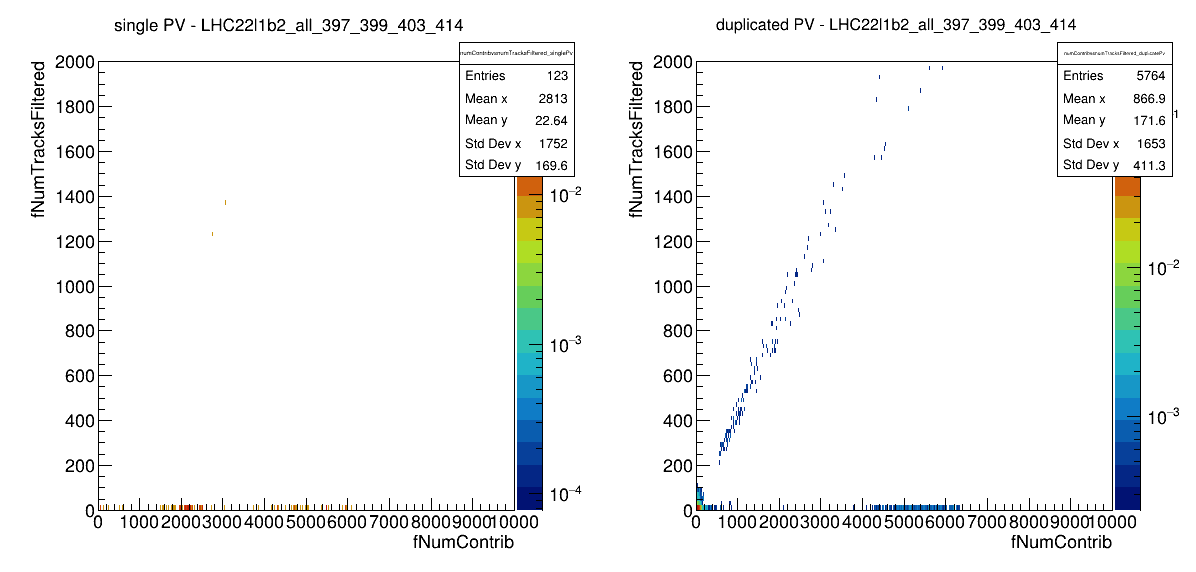 single PV - LHC22l1b2_all_397_399_403_414
numContribvsnumTracksFiltered_singlePv
Entries 123
Mean x 2813
Mean y 22.64
Std Dev x 1752
Std Dev y 169.6
fNumTracksFiltered
2000
1800
1600
1400
1200
1000
800
600
400
200
0
0 1000 2000 3000 4000 5000 6000 7000 8000 9000 10000
fNumContrib
10−2
10−3
10−4
duplicated PV - LHC22l1b2_all_397_399_403_414
numContribvsnumTracksFiltered_duplicatePv
Entries 5764
Mean x 866.9
Mean y 171.6
Std Dev x 1653
Std Dev y 411.3
fNumTracksFiltered
2000
1800
1600
1400
1200
1000
800
600
400
200
0
0 1000 2000 3000 4000 5000 6000 7000 8000 9000 10000
fNumContrib
1
10−2
10−3